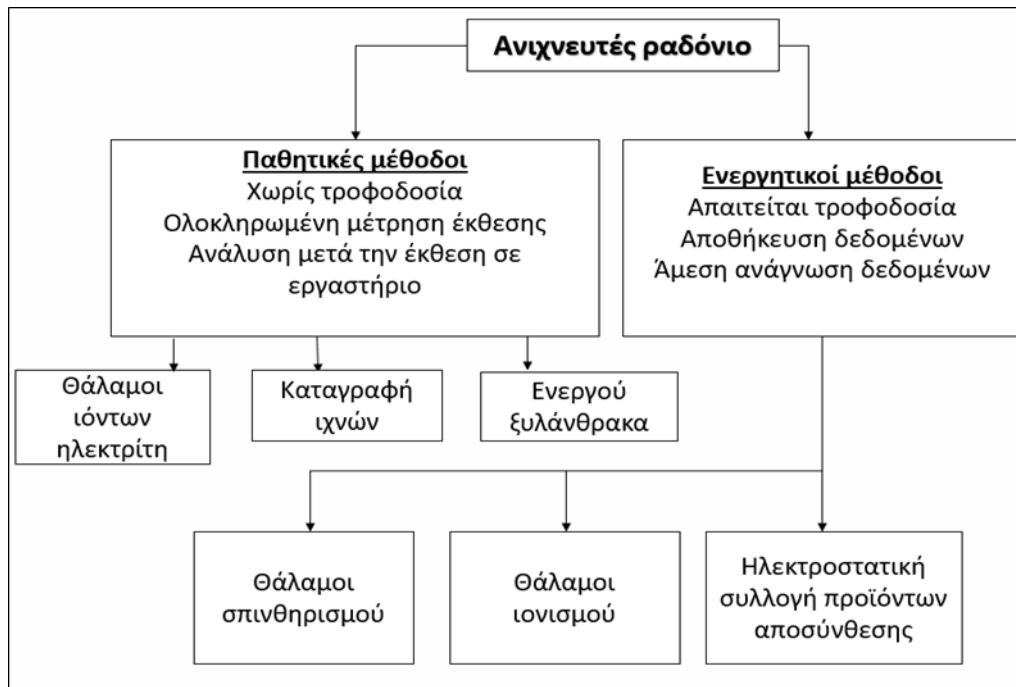 Ανιχνευτές ραδόνιο
Παθητικές μέθοδοι
Χωρίς τροφοδοσία
Ολοκληρωμένη μέτρηση έκθεσης
Ανάλυση μετά την έκθεση σε
εργαστήριο
Ενεργητικοί μέθοδοι
Απαιτείται τροφοδοσία
Αποθήκευση δεδομένων
Άμεση ανάγνωση δεδομένων
Θάλαμοι
ιόντων
ηλεκτρίτη
Καταγραφή
ιχνών
Ενεργού
ξυλάνθρακα
Θάλαμοι
σπινθηρισμού
Θάλαμοι
ιονισμού
Ηλεκτροστατική
συλλογή προϊόντων
αποσύνθεσης